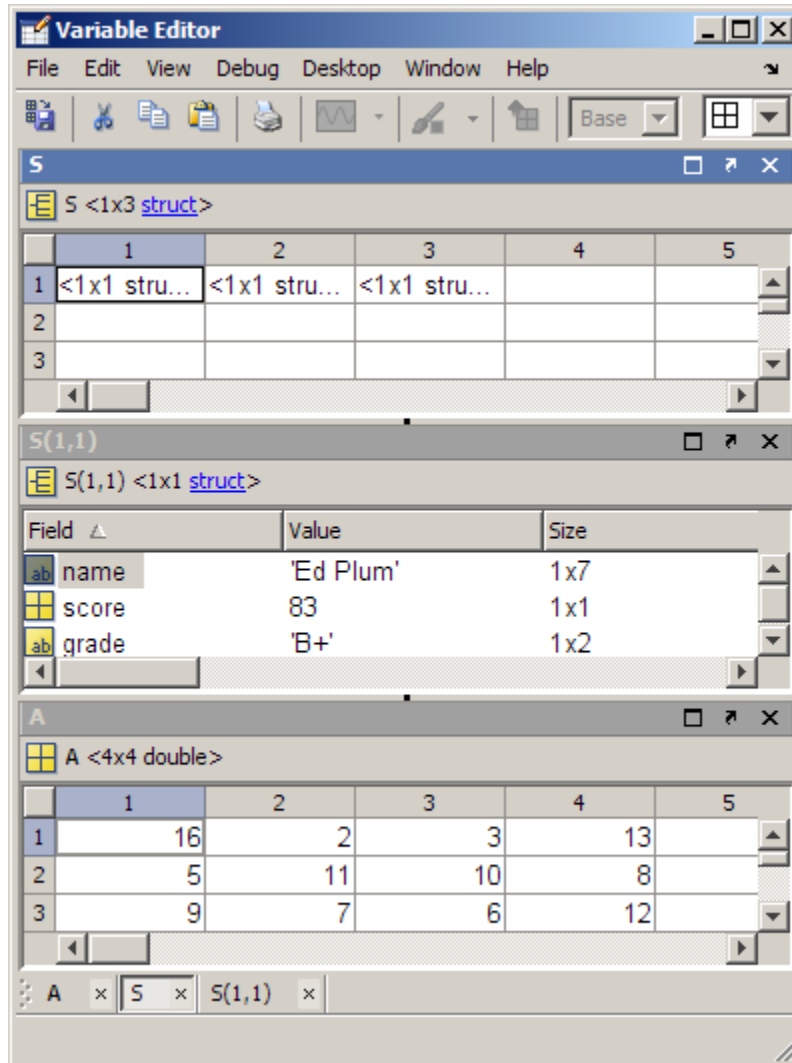 Variable Editor
File Edit View Debug Desktop Window Help
Base
S
S <1x3 struct>
1 2 3 4 5
1 <1x1 stru... <1x1 stru... <1x1 stru...
2
3
S(1,1)
S(1,1) <1x1 struct>
Field Value Size
ab name 'Ed Plum' 1x7
score 83 1x1
ab grade 'B+' 1x2
A
A <4x4 double>
1 2 3 4 5
1 16 2 3 13
2 5 11 10 8
3 9 7 6 12
A S S(1,1)